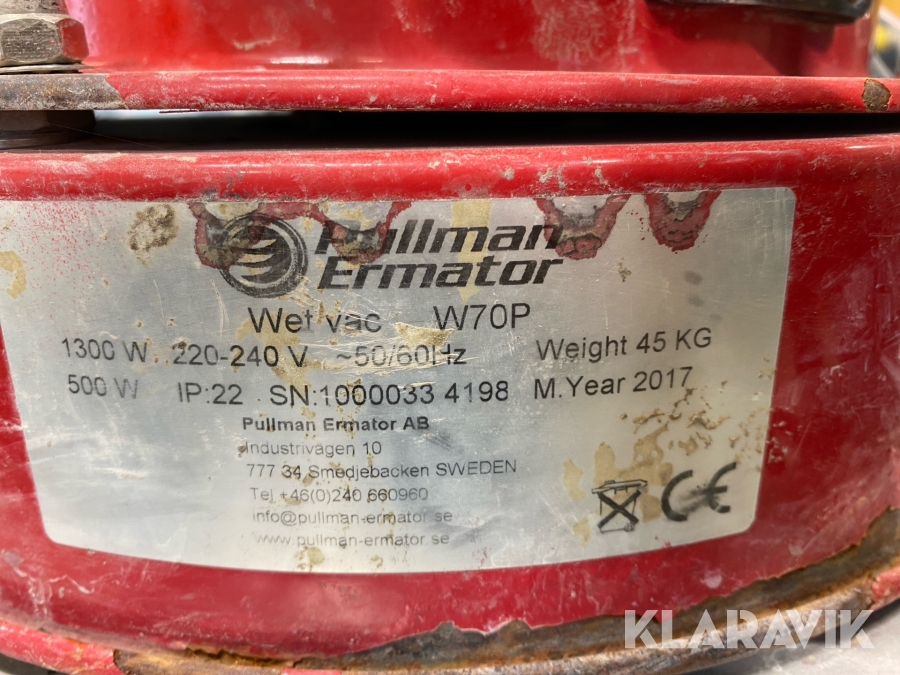 Pullman
Ermator
Wet vac W70P
1300 W 220-240 V ~50/60Hz Weight 45 KG
500 W IP:22 SN:1000033 4198 M.Year 2017
Pullman Ermator AB
Industrivägen 10
777 34 Smedjebacken SWEDEN
Tel +46(0)240 660960
info@pullman-ermator.se
www.pullman-ermator.se
CE
KLARAVIK